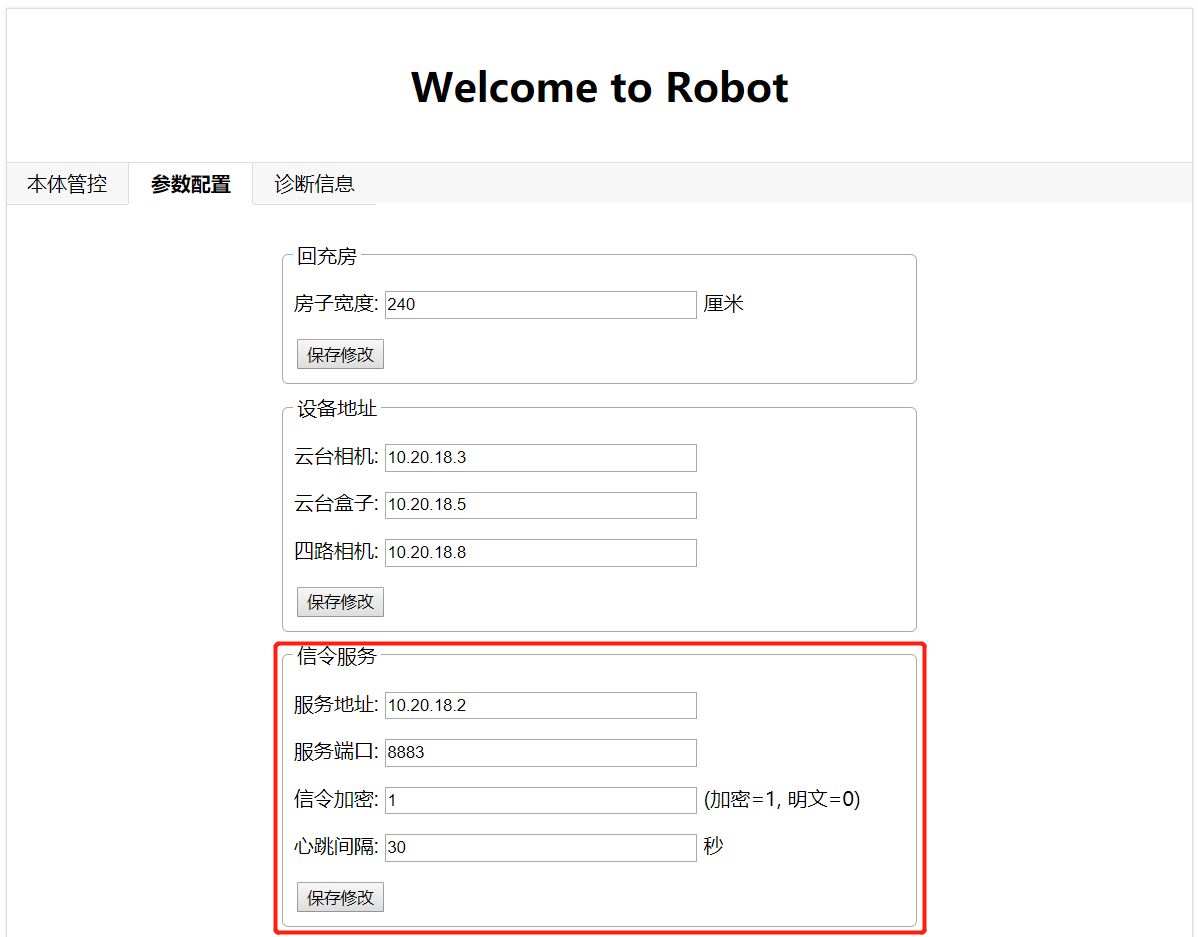 Welcome to Robot
本体管控 参数配置 诊断信息
回充房
房子宽度: 240 厘米
保存修改
设备地址
云台相机: 10.20.18.3
云台盒子: 10.20.18.5
四路相机: 10.20.18.8
保存修改
信令服务
服务地址: 10.20.18.2
服务端口: 8883
信令加密: 1 (加密=1, 明文=0)
心跳间隔: 30 秒
保存修改